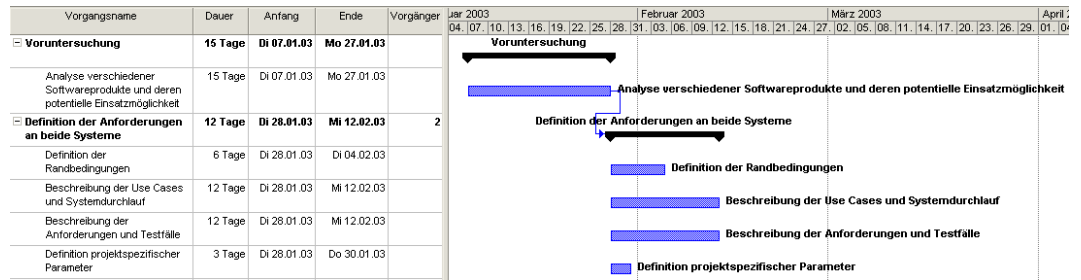 Vorgangsname Dauer Anfang Ende Vorgänger
uar 2003 Februar 2003 März 2003 April 2
04. 07. 10. 13. 16. 19. 22. 25. 28. 31. 03. 06. 09. 12. 15. 18. 21. 24. 27. 02. 05. 08. 11. 14. 17. 20. 23. 26. 29. 01. 04
Voruntersuchung 15 Tage Di 07.01.03 Mo 27.01.03
Voruntersuchung
Analyse verschiedener 15 Tage Di 07.01.03 Mo 27.01.03
Softwareprodukte und deren
potentielle Einsatzmöglichkeit
Analyse verschiedener Softwareprodukte und deren potentielle Einsatzmöglichkeit
Definition der Anforderungen 12 Tage Di 28.01.03 Mi 12.02.03 2
an beide Systeme
Definition der Anforderungen an beide Systeme
Definition der 6 Tage Di 28.01.03 Di 04.02.03
Randbedingungen
Definition der Randbedingungen
Beschreibung der Use Cases 12 Tage Di 28.01.03 Mi 12.02.03
und Systemdurchlauf
Beschreibung der Use Cases und Systemdurchlauf
Beschreibung der 12 Tage Di 28.01.03 Mi 12.02.03
Anforderungen und Testfälle
Beschreibung der Anforderungen und Testfälle
Definition projektspezifischer 3 Tage Di 28.01.03 Do 30.01.03
Parameter
Definition projektspezifischer Parameter